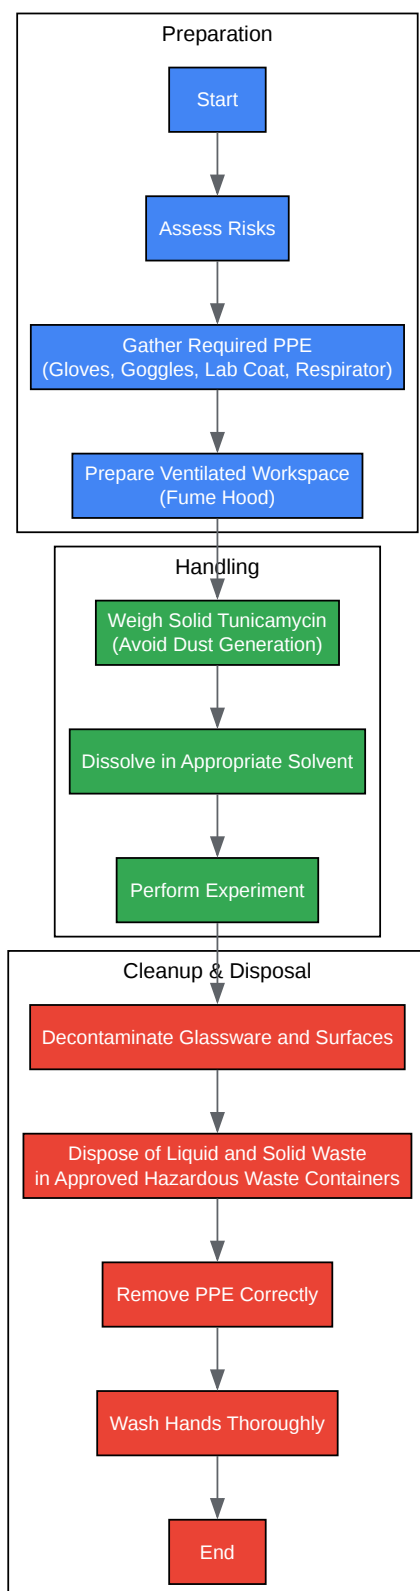 Preparation
Start
Assess Risks
Gather Required PPE
(Gloves, Goggles, Lab Coat, Respirator)
Prepare Ventilated Workspace
(Fume Hood)
Handling
Weigh Solid Tunicamycin
(Avoid Dust Generation)
Dissolve in Appropriate Solvent
Perform Experiment
Cleanup & Disposal
Decontaminate Glassware and Surfaces
Dispose of Liquid and Solid Waste
in Approved Hazardous Waste Containers
Remove PPE Correctly
Wash Hands Thoroughly
End